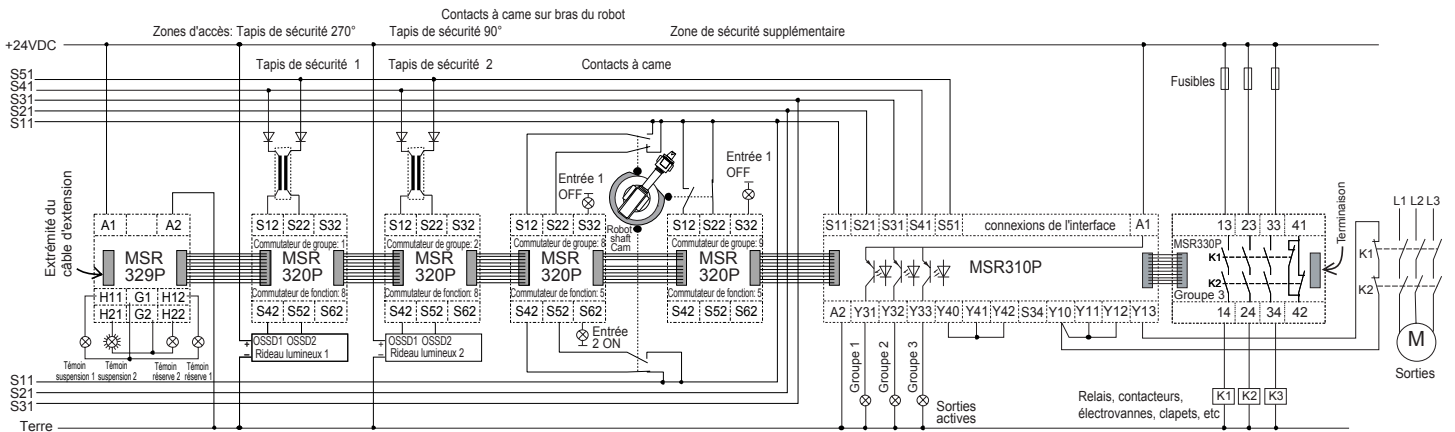 Contacts à came sur bras du robot
Zones d'accès: Tapis de sécurité 270°
Tapis de sécurité 90°
Zone de sécurité supplémentaire
+24VDC
Tapis de sécurité 1
Tapis de sécurité 2
Contacts à came
S51
S41
S31
S21
S11
Fusibles
Entrée 1
OFF
Entrée 1
OFF
Robot
shaft
Cam
Extrémité du
câble d'extension
A1 A2
MSR
329P
H11 G1 H12
H21 G2 H22
Témoin
suspension 1
Témoin
suspension 2
Témoin
réserve 2
Témoin
réserve 1
S12 S22 S32
Commutateur de groupe: 1
MSR
320P
Commutateur de fonction: 8
S42 S52 S62
+
-
OSSD1 OSSD2
Rideau lumineux 1
S12 S22 S32
Commutateur de groupe: 2
MSR
320P
Commutateur de fonction: 8
S42 S52 S62
+
-
OSSD1 OSSD2
Rideau lumineux 2
S12 S22 S32
Commutateur de groupe: 8
MSR
320P
Commutateur de fonction: 5
S42 S52 S62
Entrée
2 ON
S12 S22 S32
Commutateur de groupe: 9
MSR
320P
Commutateur de fonction: 5
S42 S52 S62
S11 S21 S31 S41 S51 connexions de l'interface A1
MSR310P
A2 Y31 Y32 Y33 Y40 Y41 Y42 S34 Y10 Y11 Y12 Y13
Groupe 1
Groupe 2
Groupe 3
Sorties
actives
13 23 33 41
MSR330P
K1
K2
Groupe 3
14 24 34 42
Terminaison
L1 L2 L3
K1
K2
M
Sorties
K1 K2 K3
Relais, contacteurs,
électrovannes, clapets, etc
S11
S21
S31
Terre